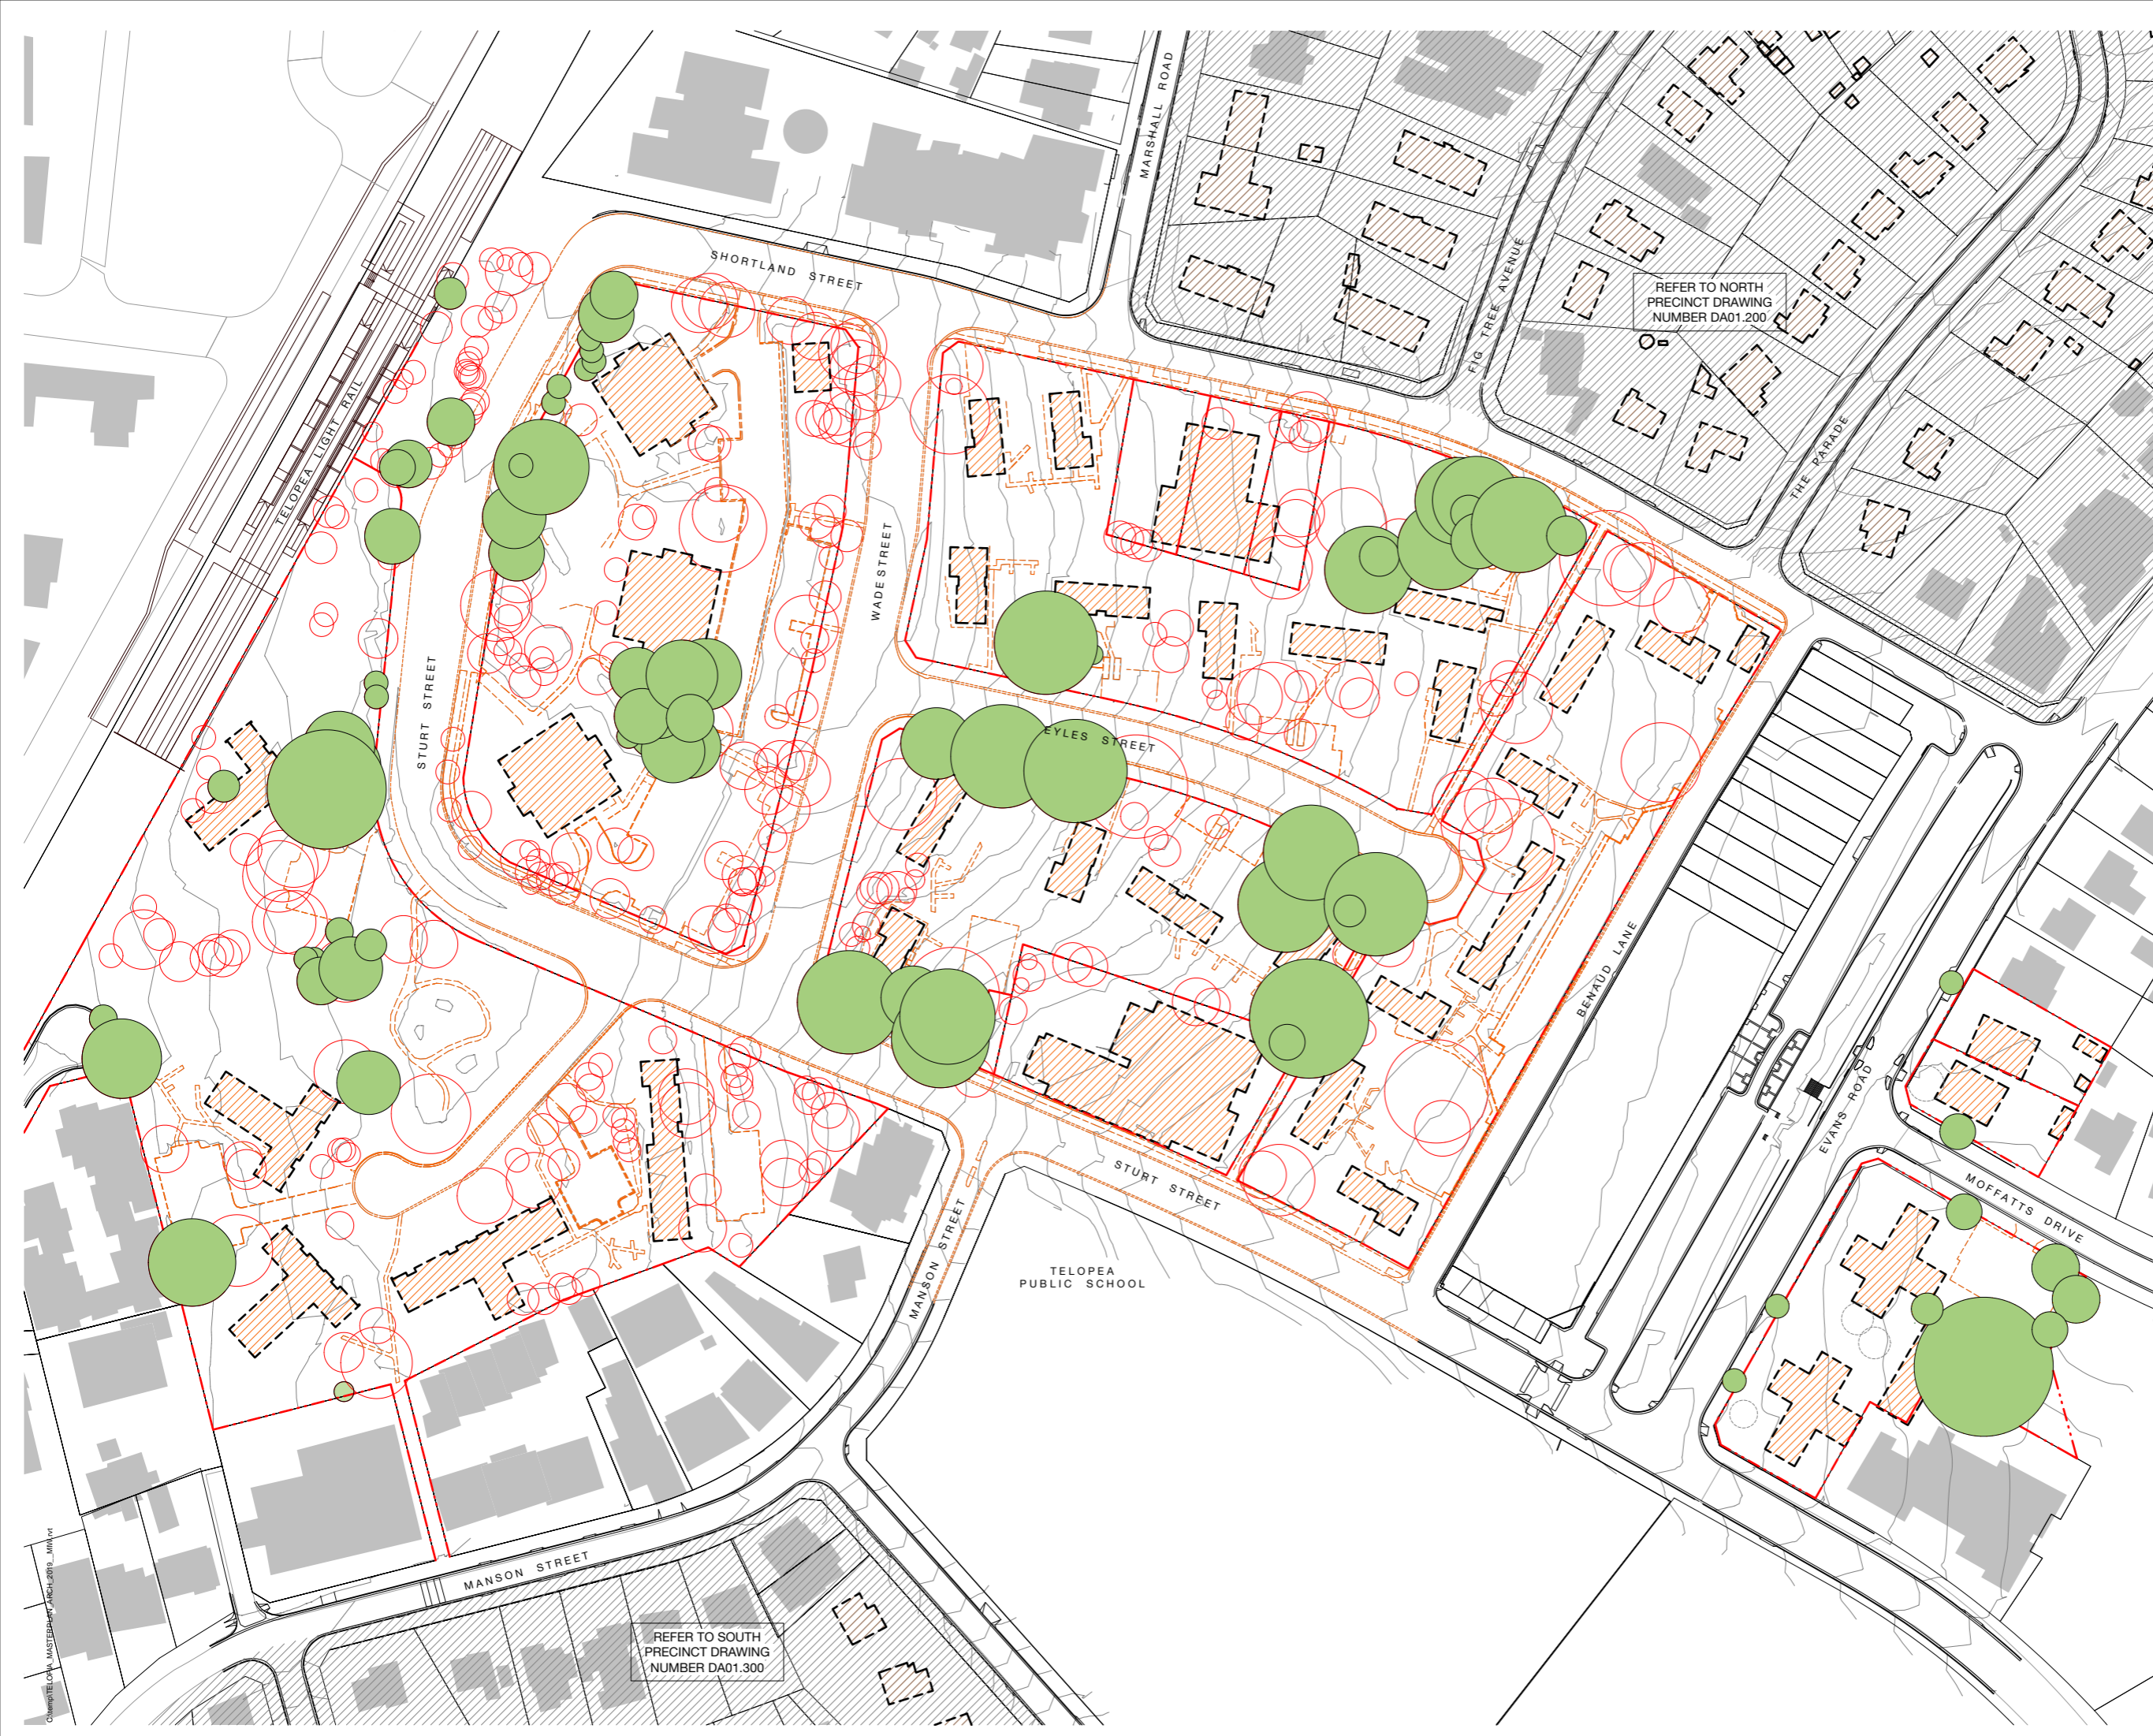 MARSHALL ROAD
SHORTLAND STREET
FIG TREE AVENUE
REFER TO NORTH
PRECINCT DRAWING
NUMBER DA01.200
TELOPEA LIGHT RAIL
THE PARADE
WADE STREET
STURT STREET
EYLES STREET
BENAUD LANE
EVANS ROAD
STURT STREET
MOFFATTS DRIVE
MANSON STREET
TELOPEA
PUBLIC SCHOOL
MANSON STREET
REFER TO SOUTH
PRECINCT DRAWING
NUMBER DA01.300